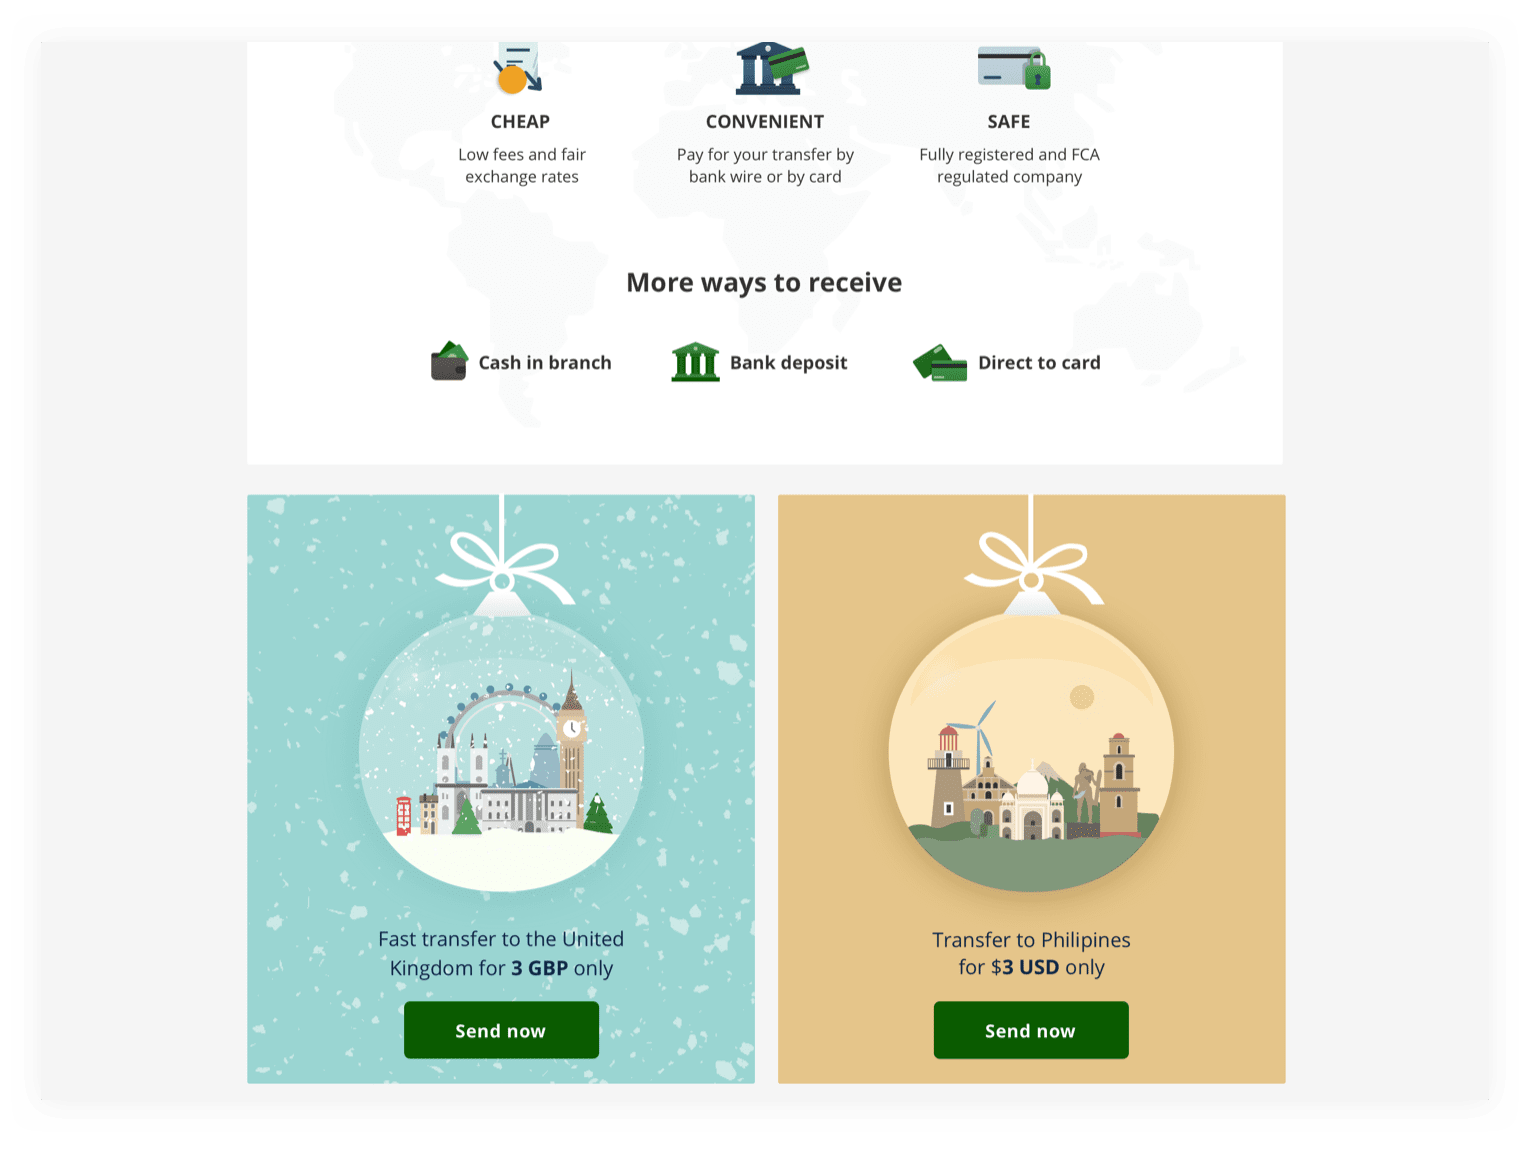 CHEAP
Low fees and fair
exchange rates
CONVENIENT
Pay for your transfer by
bank wire or by card
SAFE
Fully registered and FCA
regulated company
More ways to receive
Cash in branch
Bank deposit
Direct to card
Fast transfer to the United
Kingdom for 3 GBP only
Send now
Transfer to Philipines
for $3 USD only
Send now